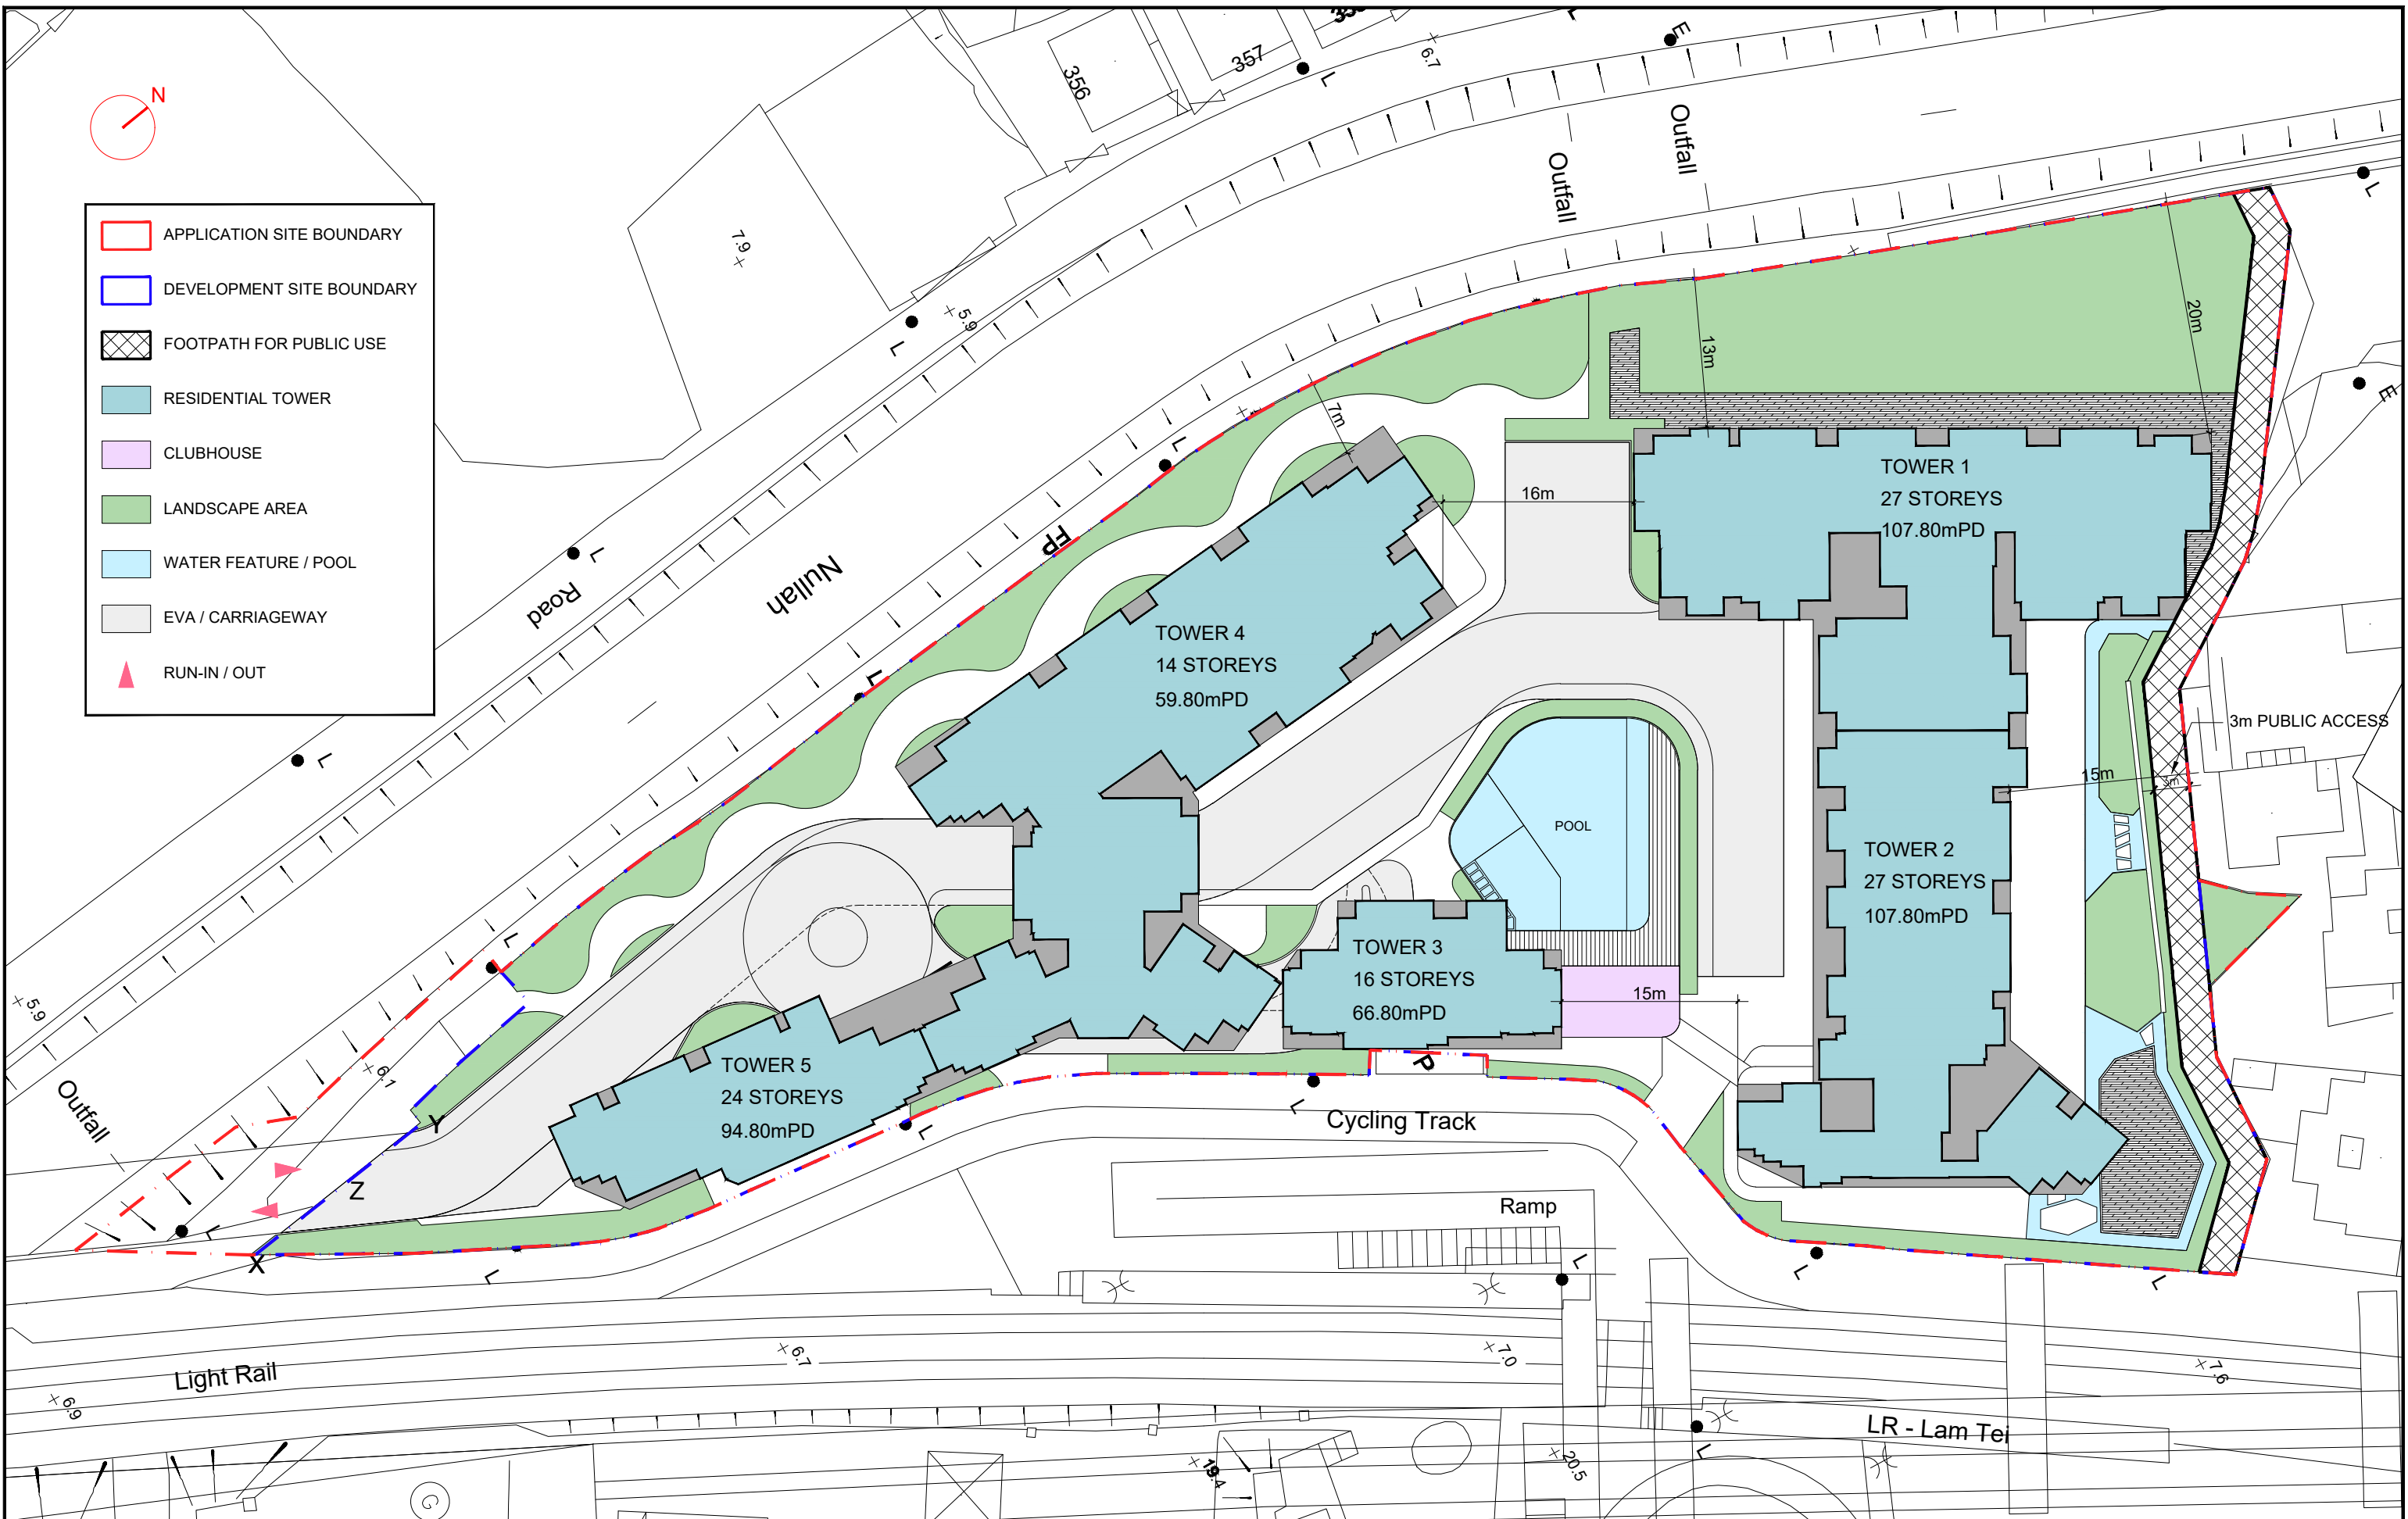 N
APPLICATION SITE BOUNDARY
DEVELOPMENT SITE BOUNDARY
FOOTPATH FOR PUBLIC USE
RESIDENTIAL TOWER
CLUBHOUSE
LANDSCAPE AREA
WATER FEATURE / POOL
EVA / CARRIAGEWAY
RUN-IN / OUT
356
357
6.7
E
L
L
L
7.9
5.9
L
Outfall
Outfall
L
E
20m
13m
7m
L
16m
TOWER 1
27 STOREYS
107.80mPD
FP
Nullah
Road
L
TOWER 4
14 STOREYS
59.80mPD
L
L
3m PUBLIC ACCESS
15m
3m
POOL
TOWER 2
27 STOREYS
107.80mPD
TOWER 3
16 STOREYS
66.80mPD
15m
L
5.9
6.1
Outfall
TOWER 5
24 STOREYS
94.80mPD
P
Y
Z
X
L
L
L
L
Cycling Track
Ramp
L
L
L
Light Rail
6.7
7.0
7.6
6.9
LR - Lam Tei
L
20.5
G